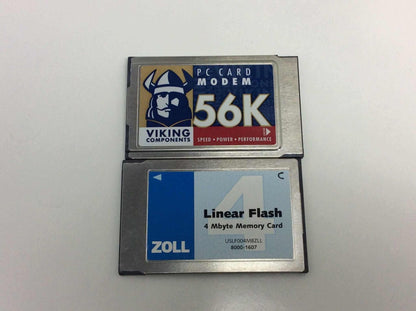 PC CARD
MODEM
56K
VIKING
COMPONENTS
SPEED • POWER • PERFORMANCE
4
Linear Flash
4 Mbyte Memory Card
USLF004M8ZLL
8000-1607
ZOLL